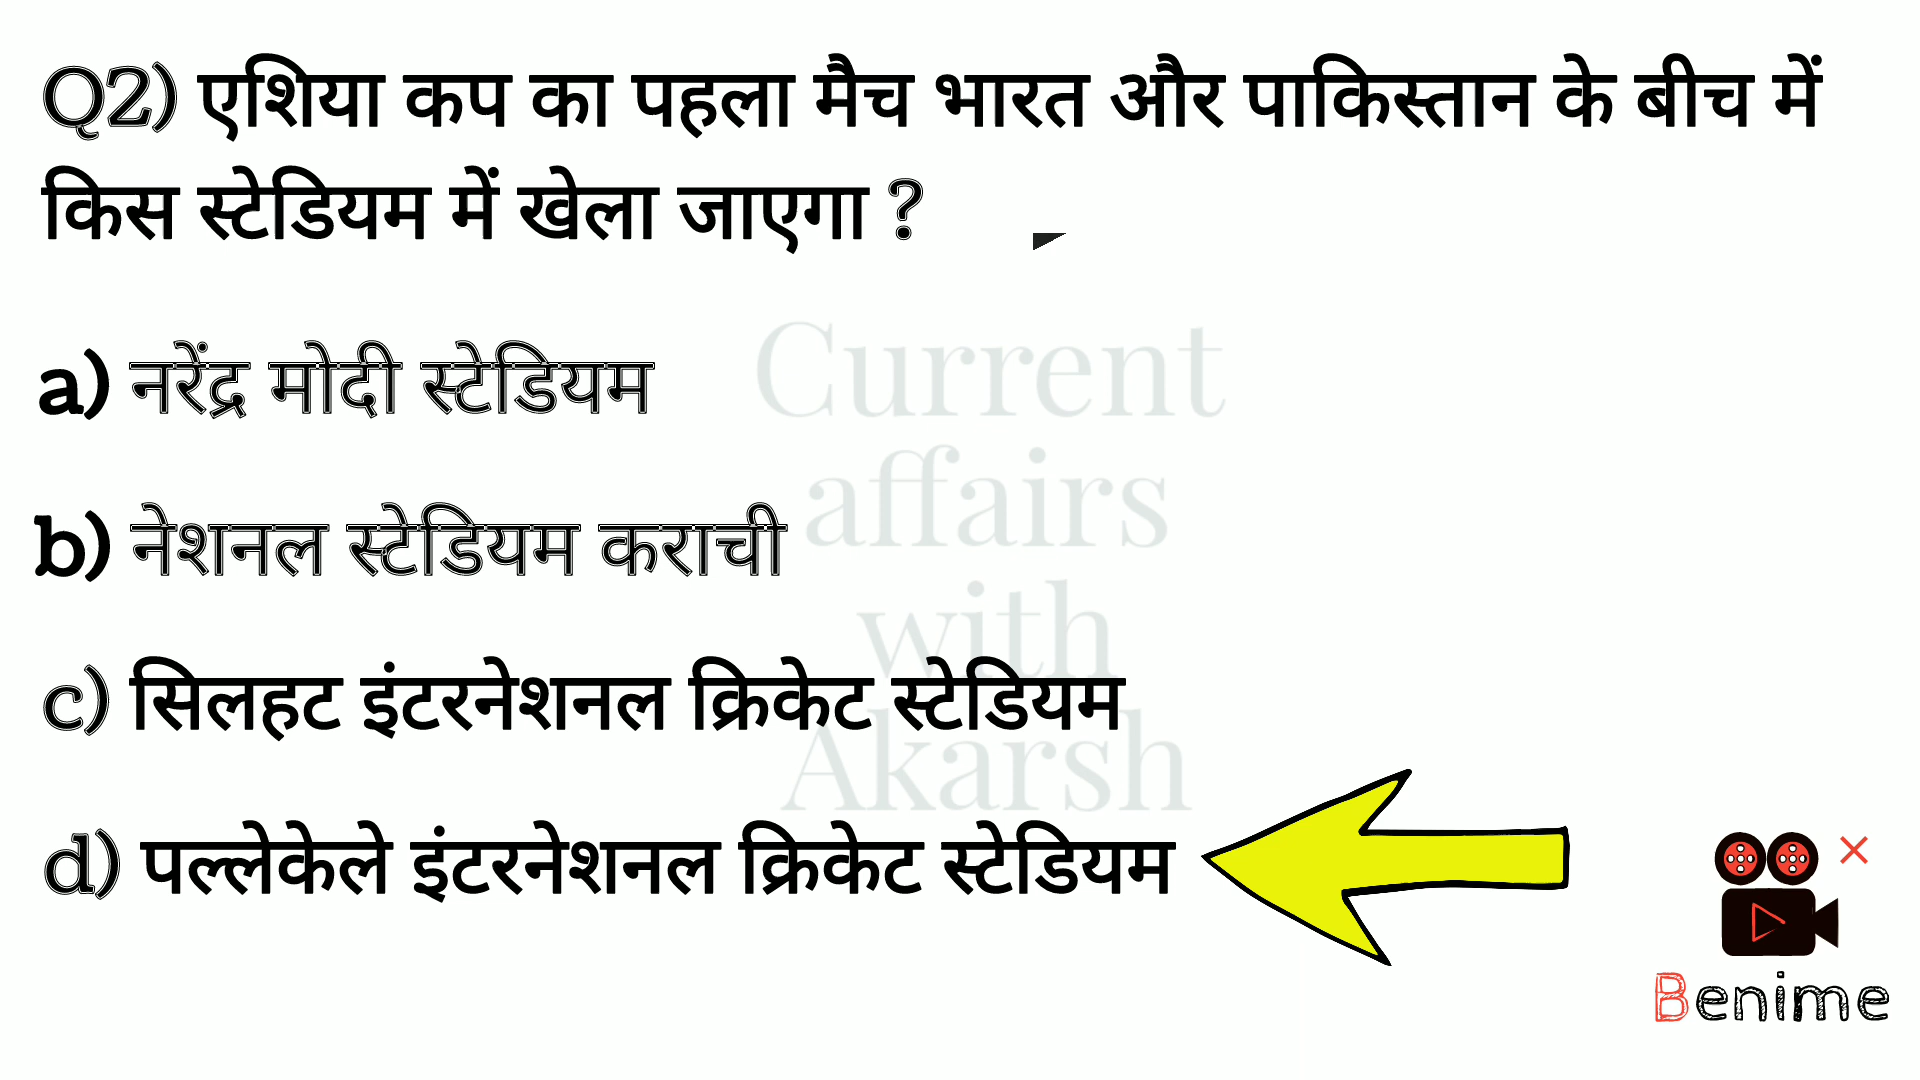 Q2) एशिया कप का पहला मैच भारत और पाकिस्तान के बीच में
किस स्टेडियम में खेला जाएगा ?
a) नरेंद्र मोदी स्टेडियम
b) नेशनल स्टेडियम कराची
c) सिलहट इंटरनेशनल क्रिकेट स्टेडियम
d) पल्लेकेले इंटरनेशनल क्रिकेट स्टेडियम
Current
affairs
with
Akarsh
Benime